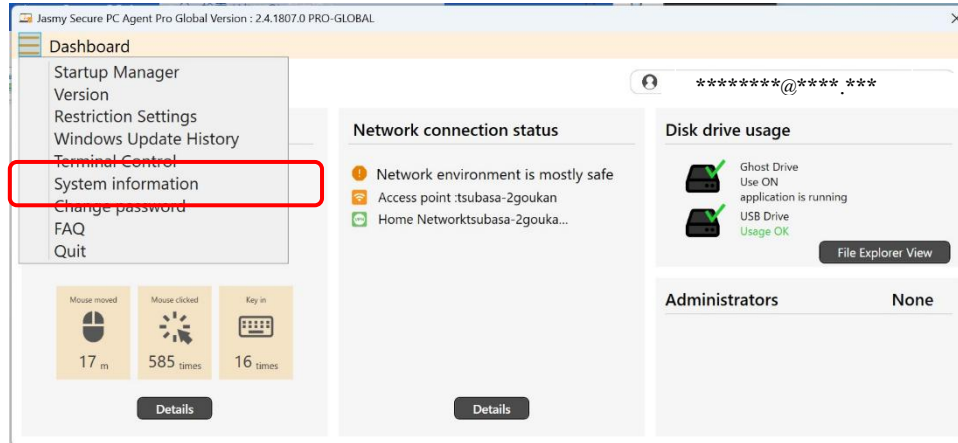 Jasmy Secure PC Agent Pro Global Version : 2.4.1807.0 PRO-GLOBAL
Dashboard
Startup Manager
Version
Restriction Settings
Windows Update History
Terminal Control
System information
Change password
FAQ
Quit
********@****.***
Mouse moved
17 m
Mouse clicked
585 times
Key in
16 times
Details
Network connection status
Network environment is mostly safe
Access point :tsubasa-2goukan
Home Networktsubasa-2gouka...
Details
Disk drive usage
Ghost Drive
Use ON
application is running
USB Drive
Usage OK
File Explorer View
Administrators None